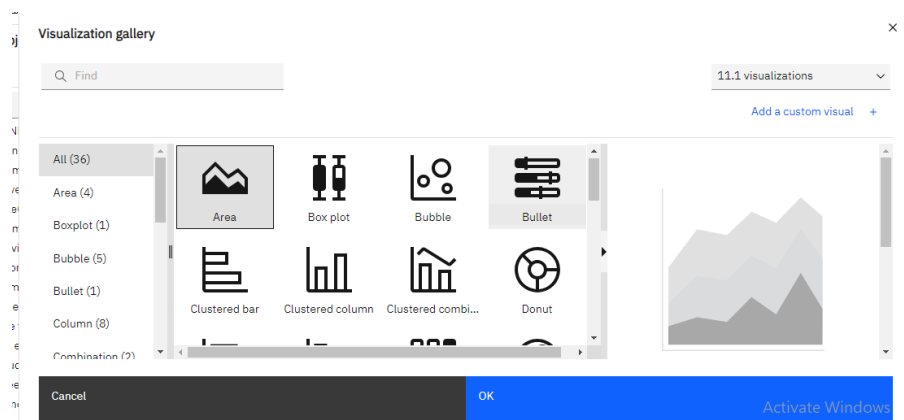 Visualization gallery
Find
11.1 visualizations
Add a custom visual +
All (36)
Area (4)
Boxplot (1)
Bubble (5)
Bullet (1)
Column (8)
Combination (2)
Area
Box plot
Bubble
Bullet
Clustered bar
Clustered column
Clustered combi...
Donut
Cancel
OK
Activate Windows